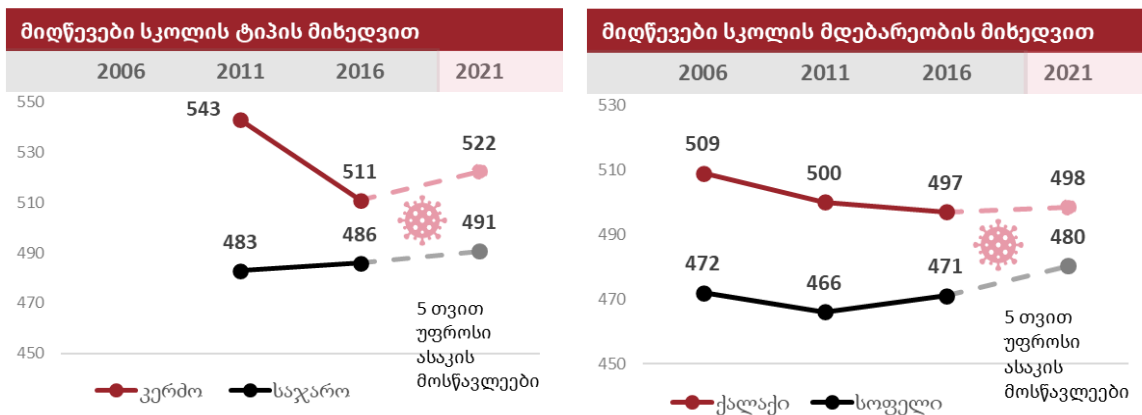 მიღწევები სკოლის ტიპის მიხედვით
2006 2011 2016 2021
550
530
510
490
470
450
543
511
522
483
486
491
5 თვით
უფროსი
ასაკის
მოსწავლეები
კერძო საჯარო
მიღწევები სკოლის მდებარეობის მიხედვით
2006 2011 2016 2021
530
510
490
470
450
509
500
497
498
472
466
471
480
5 თვით
უფროსი
ასაკის
მოსწავლეები
ქალაქი სოფელი